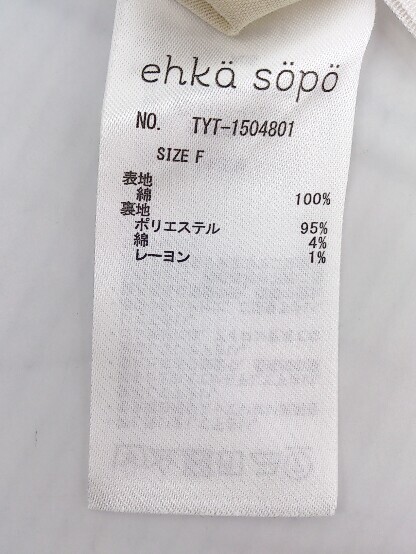 ehkä söpö
NO. TYT-1504801
SIZE F
表地
綿 100%
裏地
ポリエステル 95%
綿 4%
レーヨン 1%